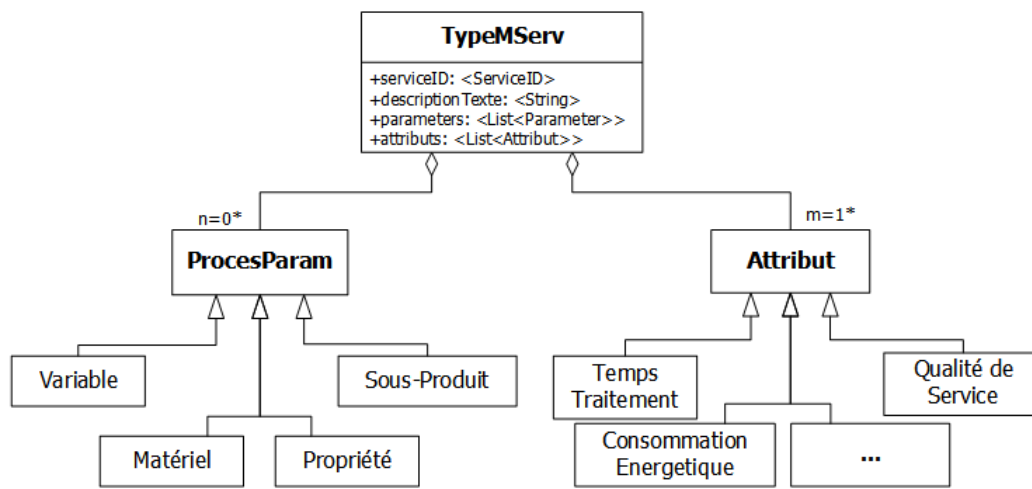 TypeMServ
+serviceID: <ServiceID>
+descriptionTexte: <String>
+parameters: <List<Parameter>>
+attributs: <List<Attribut>>
n=0*
m=1*
ProcesParam
Attribut
Variable
Sous-Produit
Matériel
Propriété
Temps
Traitement
Qualité de
Service
Consommation
Energetique
...